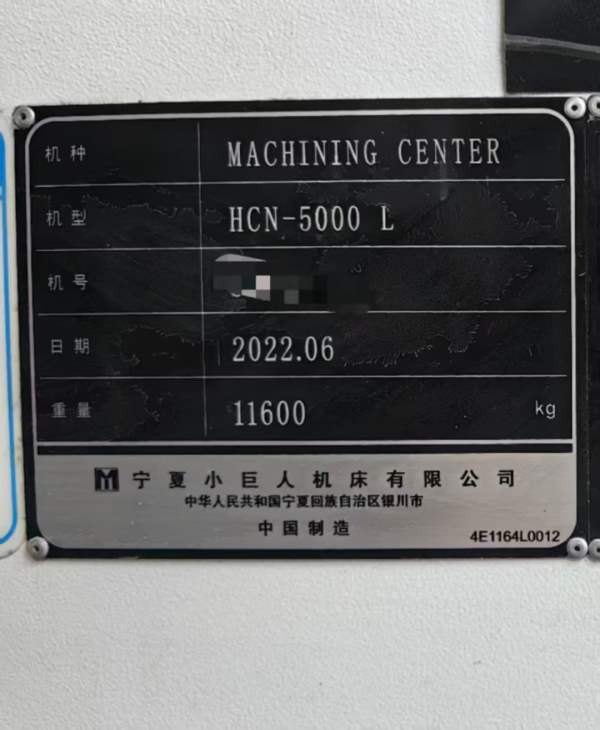 机种 MACHINING CENTER
机型 HCN-5000 L
机号
日期 2022.06
重量 11600 kg
宁夏小巨人机床有限公司
中华人民共和国宁夏回族自治区银川市
中国制造
4E1164L0012